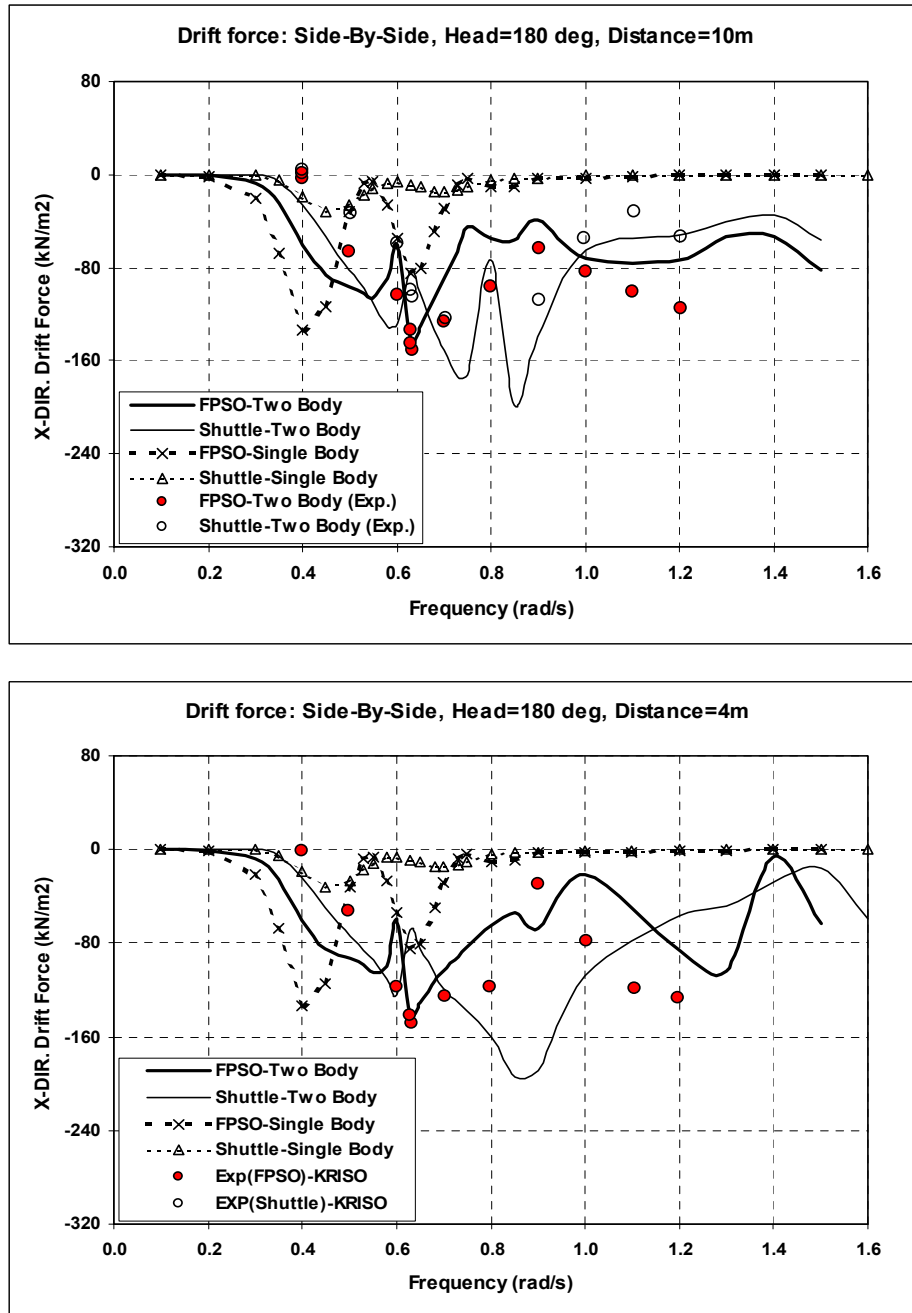 Drift force: Side-By-Side, Head=180 deg, Distance=10m
80
0
-80
-160
-240
-320
X-DIR. Drift Force (kN/m2)
FPSO-Two Body
Shuttle-Two Body
FPSO-Single Body
Shuttle-Single Body
FPSO-Two Body (Exp.)
Shuttle-Two Body (Exp.)
0.0 0.2 0.4 0.6 0.8 1.0 1.2 1.4 1.6
Frequency (rad/s)
Drift force: Side-By-Side, Head=180 deg, Distance=4m
80
0
-80
-160
-240
-320
X-DIR. Drift Force (kN/m2)
FPSO-Two Body
Shuttle-Two Body
FPSO-Single Body
Shuttle-Single Body
Exp(FPSO)-KRISO
EXP(Shuttle)-KRISO
0.0 0.2 0.4 0.6 0.8 1.0 1.2 1.4 1.6
Frequency (rad/s)